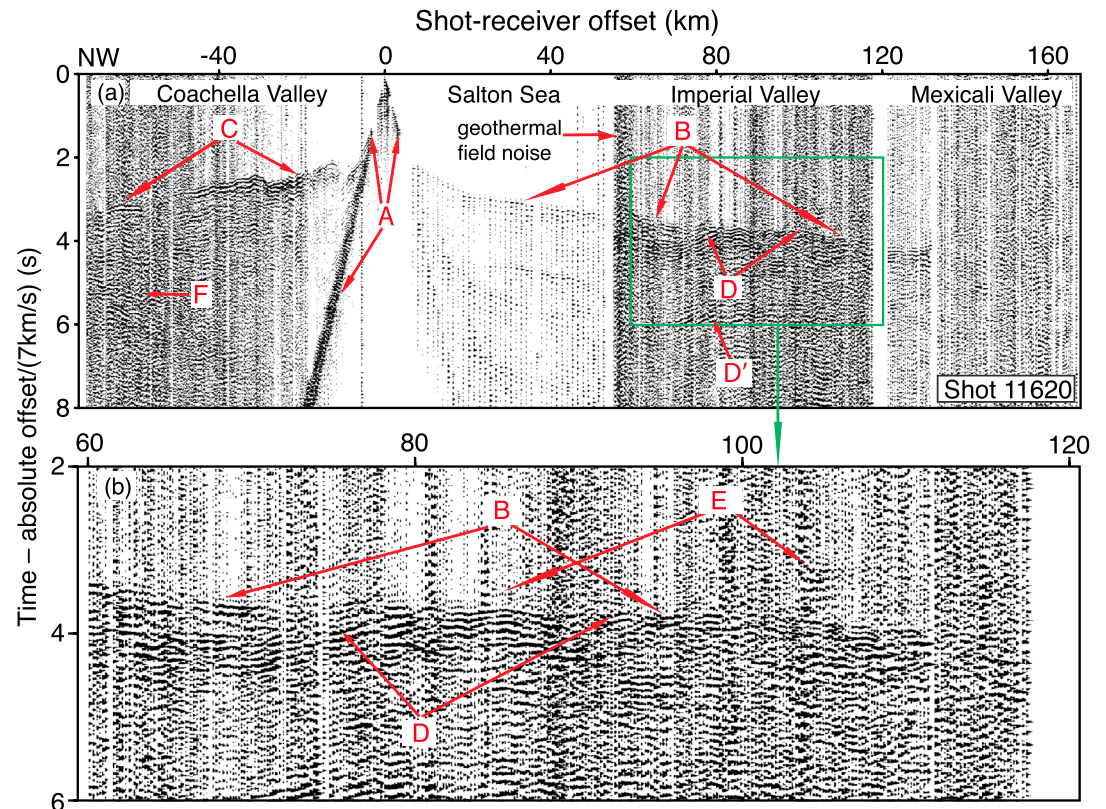 Shot-receiver offset (km)
NW -40 0 40 80 120 160
0
(a) Coachella Valley Salton Sea Imperial Valley Mexicali Valley
C geothermal B
field noise
2
A
4
F D
6
D′
Shot 11620
8
Time – absolute offset/(7km/s) (s)
60 80 100 120
2
(b)
B E
4
D
6